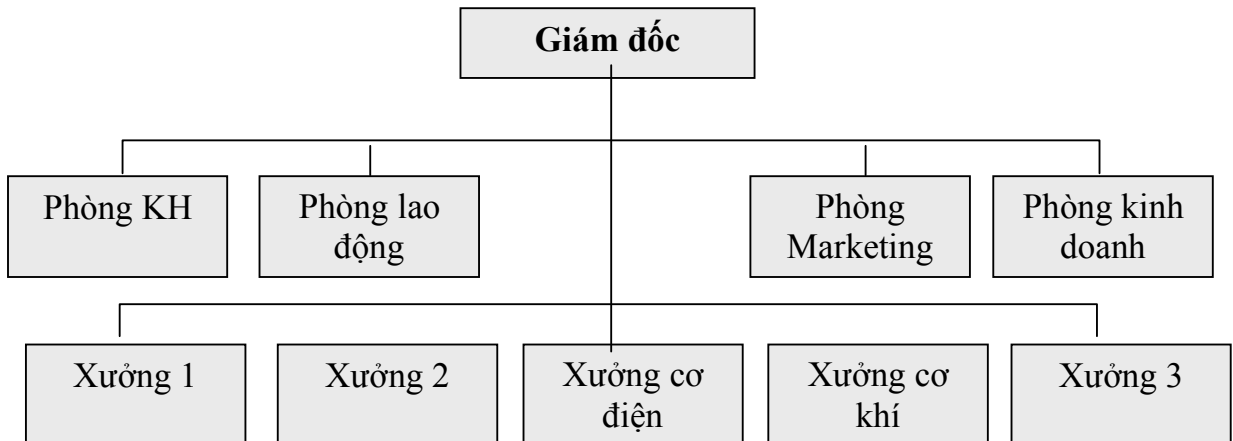 Giám đốc
Phòng KH
Phòng lao
động
Phòng
Marketing
Phòng kinh
doanh
Xưởng 1
Xưởng 2
Xưởng cơ
điện
Xưởng cơ
khí
Xưởng 3